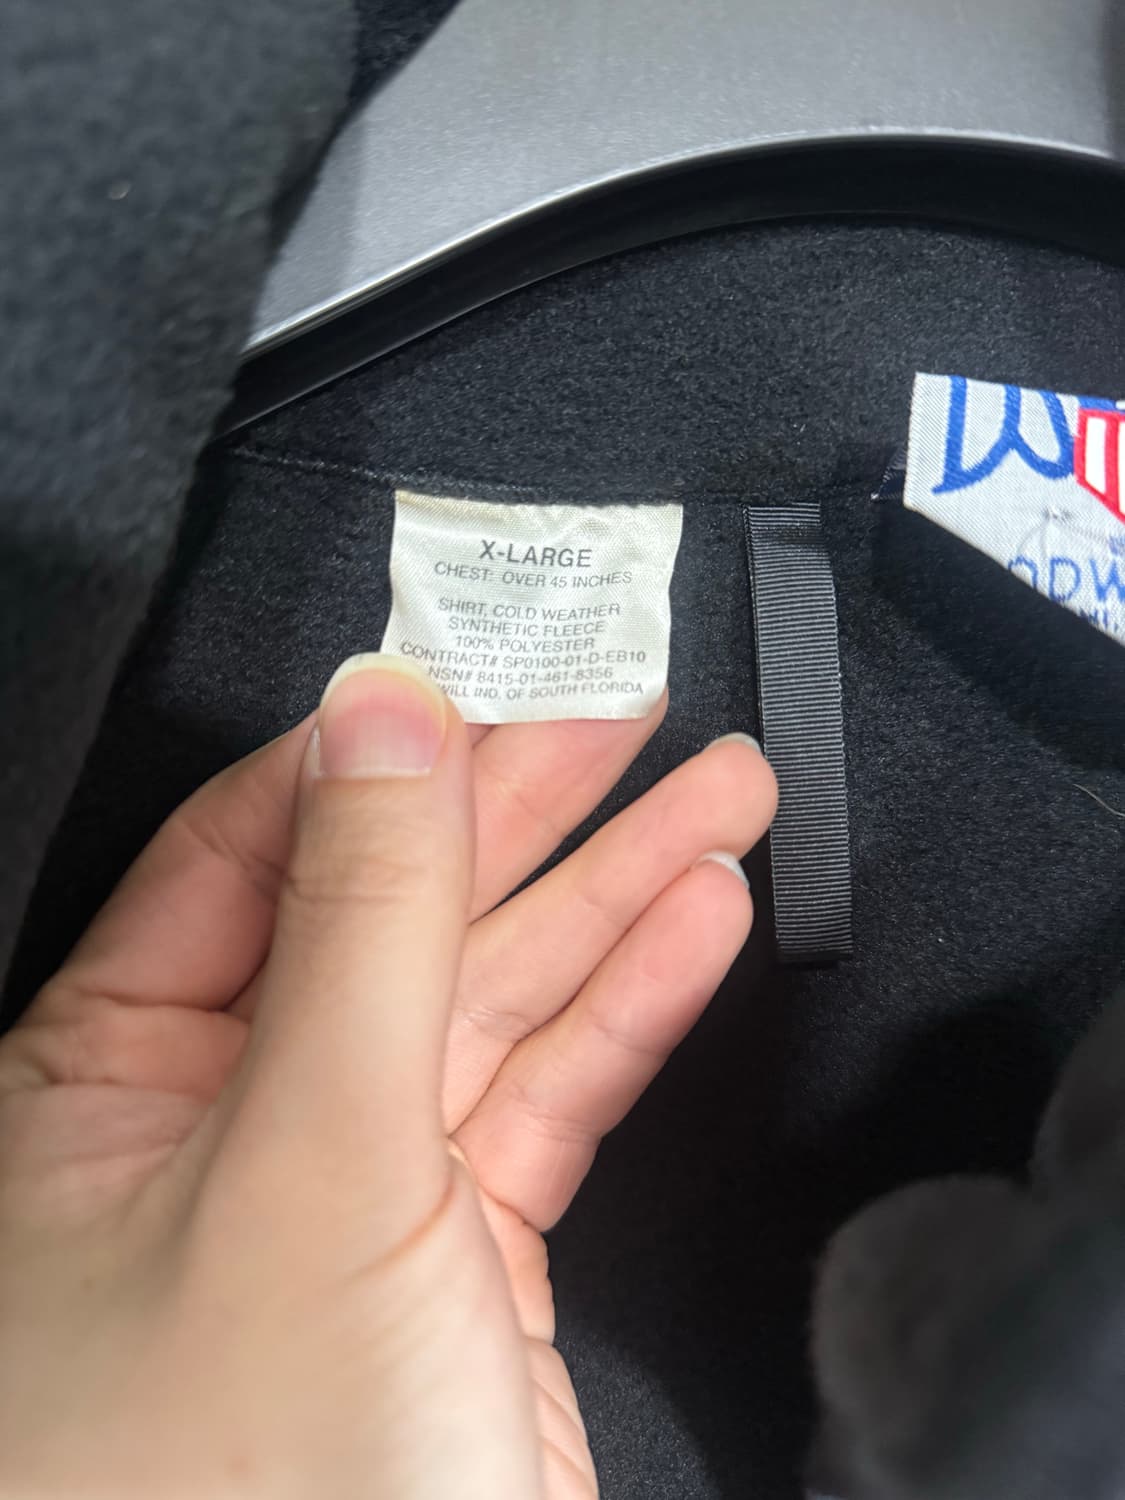 X-LARGE
CHEST: OVER 45 INCHES
SHIRT, COLD WEATHER
SYNTHETIC FLEECE
100% POLYESTER
CONTRACT# SP0100-01-D-EB10
NSN# 8415-01-461-8356
WILL IND. OF SOUTH FLORIDA